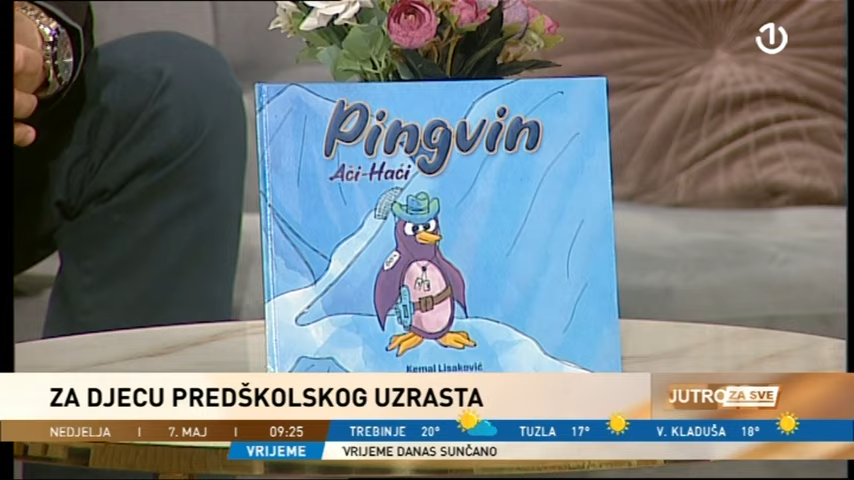 Pingvin
Aći-Haći
Kemal Lisaković
ZA DJECU PREDŠKOLSKOG UZRASTA
JUTRO ZA SVE
NEDJELJA | 7. MAJ | 09:25 TREBINJE 20° TUZLA 17° V. KLADUŠA 18°
VRIJEME VRIJEME DANAS SUNČANO